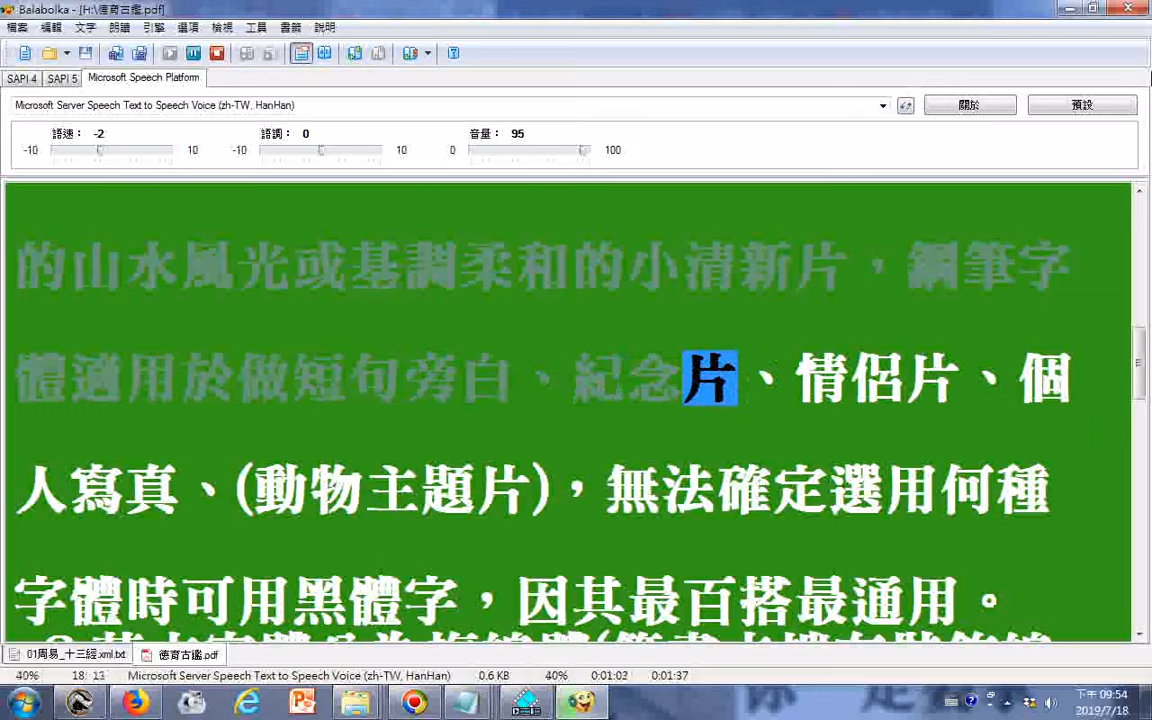 Balabolka - [H:\德育古鑑.pdf]
檔案 編輯 文字 朗讀 引擎 選項 檢視 工具 書籤 說明
SAPI 4 SAPI 5 Microsoft Speech Platform
Microsoft Server Speech Text to Speech Voice (zh-TW, HanHan) 關於 預設
語速： -2 語調： 0 音量： 95
-10 10 -10 10 0 100
的山水風光或基調柔和的小清新片，鋼筆字
體適用於做短句旁白、紀念片、情侶片、個
人寫真、(動物主題片)，無法確定選用何種
字體時可用黑體字，因其最百搭最通用。
01周易_十三經.xml.txt 德育古鑑.pdf
40% 18: 13 Microsoft Server Speech Text to Speech Voice (zh-TW, HanHan) 0.6 KB 40% 0:01:02 0:01:37
下午 09:54
2019/7/18